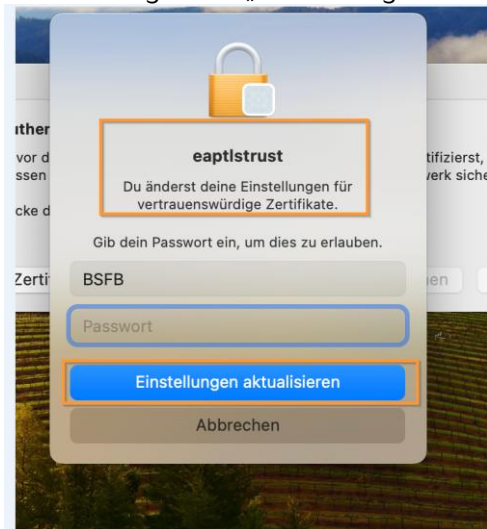 eaptlstrust
Du änderst deine Einstellungen für
vertrauenswürdige Zertifikate.
Gib dein Passwort ein, um dies zu erlauben.
BSFB
Passwort
Einstellungen aktualisieren
Abbrechen